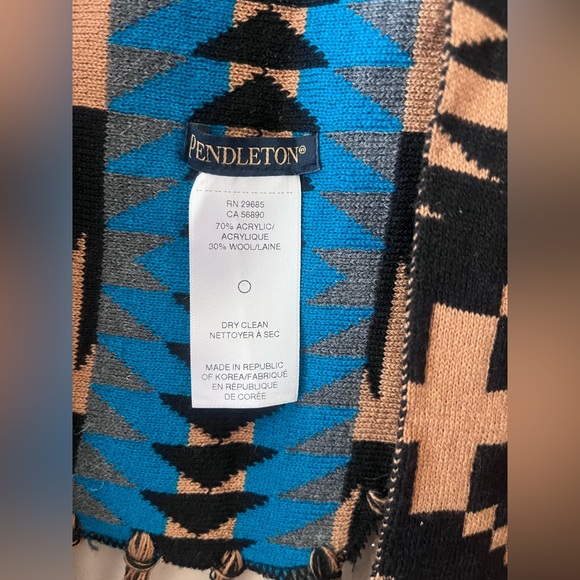 PENDLETON®
RN 29685
CA 56890
70% ACRYLIC/
ACRYLIQUE
30% WOOL/LAINE
DRY CLEAN
NETTOYER À SEC
MADE IN REPUBLIC
OF KOREA/FABRIQUÉ
EN RÉPUBLIQUE
DE CORÉE